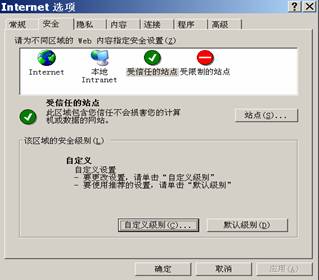 Internet 选项
常规 安全 隐私 内容 连接 程序 高级
请为不同区域的 Web 内容指定安全设置(Z)
Internet 本地 Intranet 受信任的站点 受限制的站点
受信任的站点
此区域包含您信任不会损害您的计算
机或数据的网站。
站点(S)...
该区域的安全级别(L)
自定义
自定义设置
- 要更改设置，请单击“自定义级别”
- 要使用推荐的设置，请单击“默认级别”
自定义级别(C)... 默认级别(D)
确定 取消 应用(A)